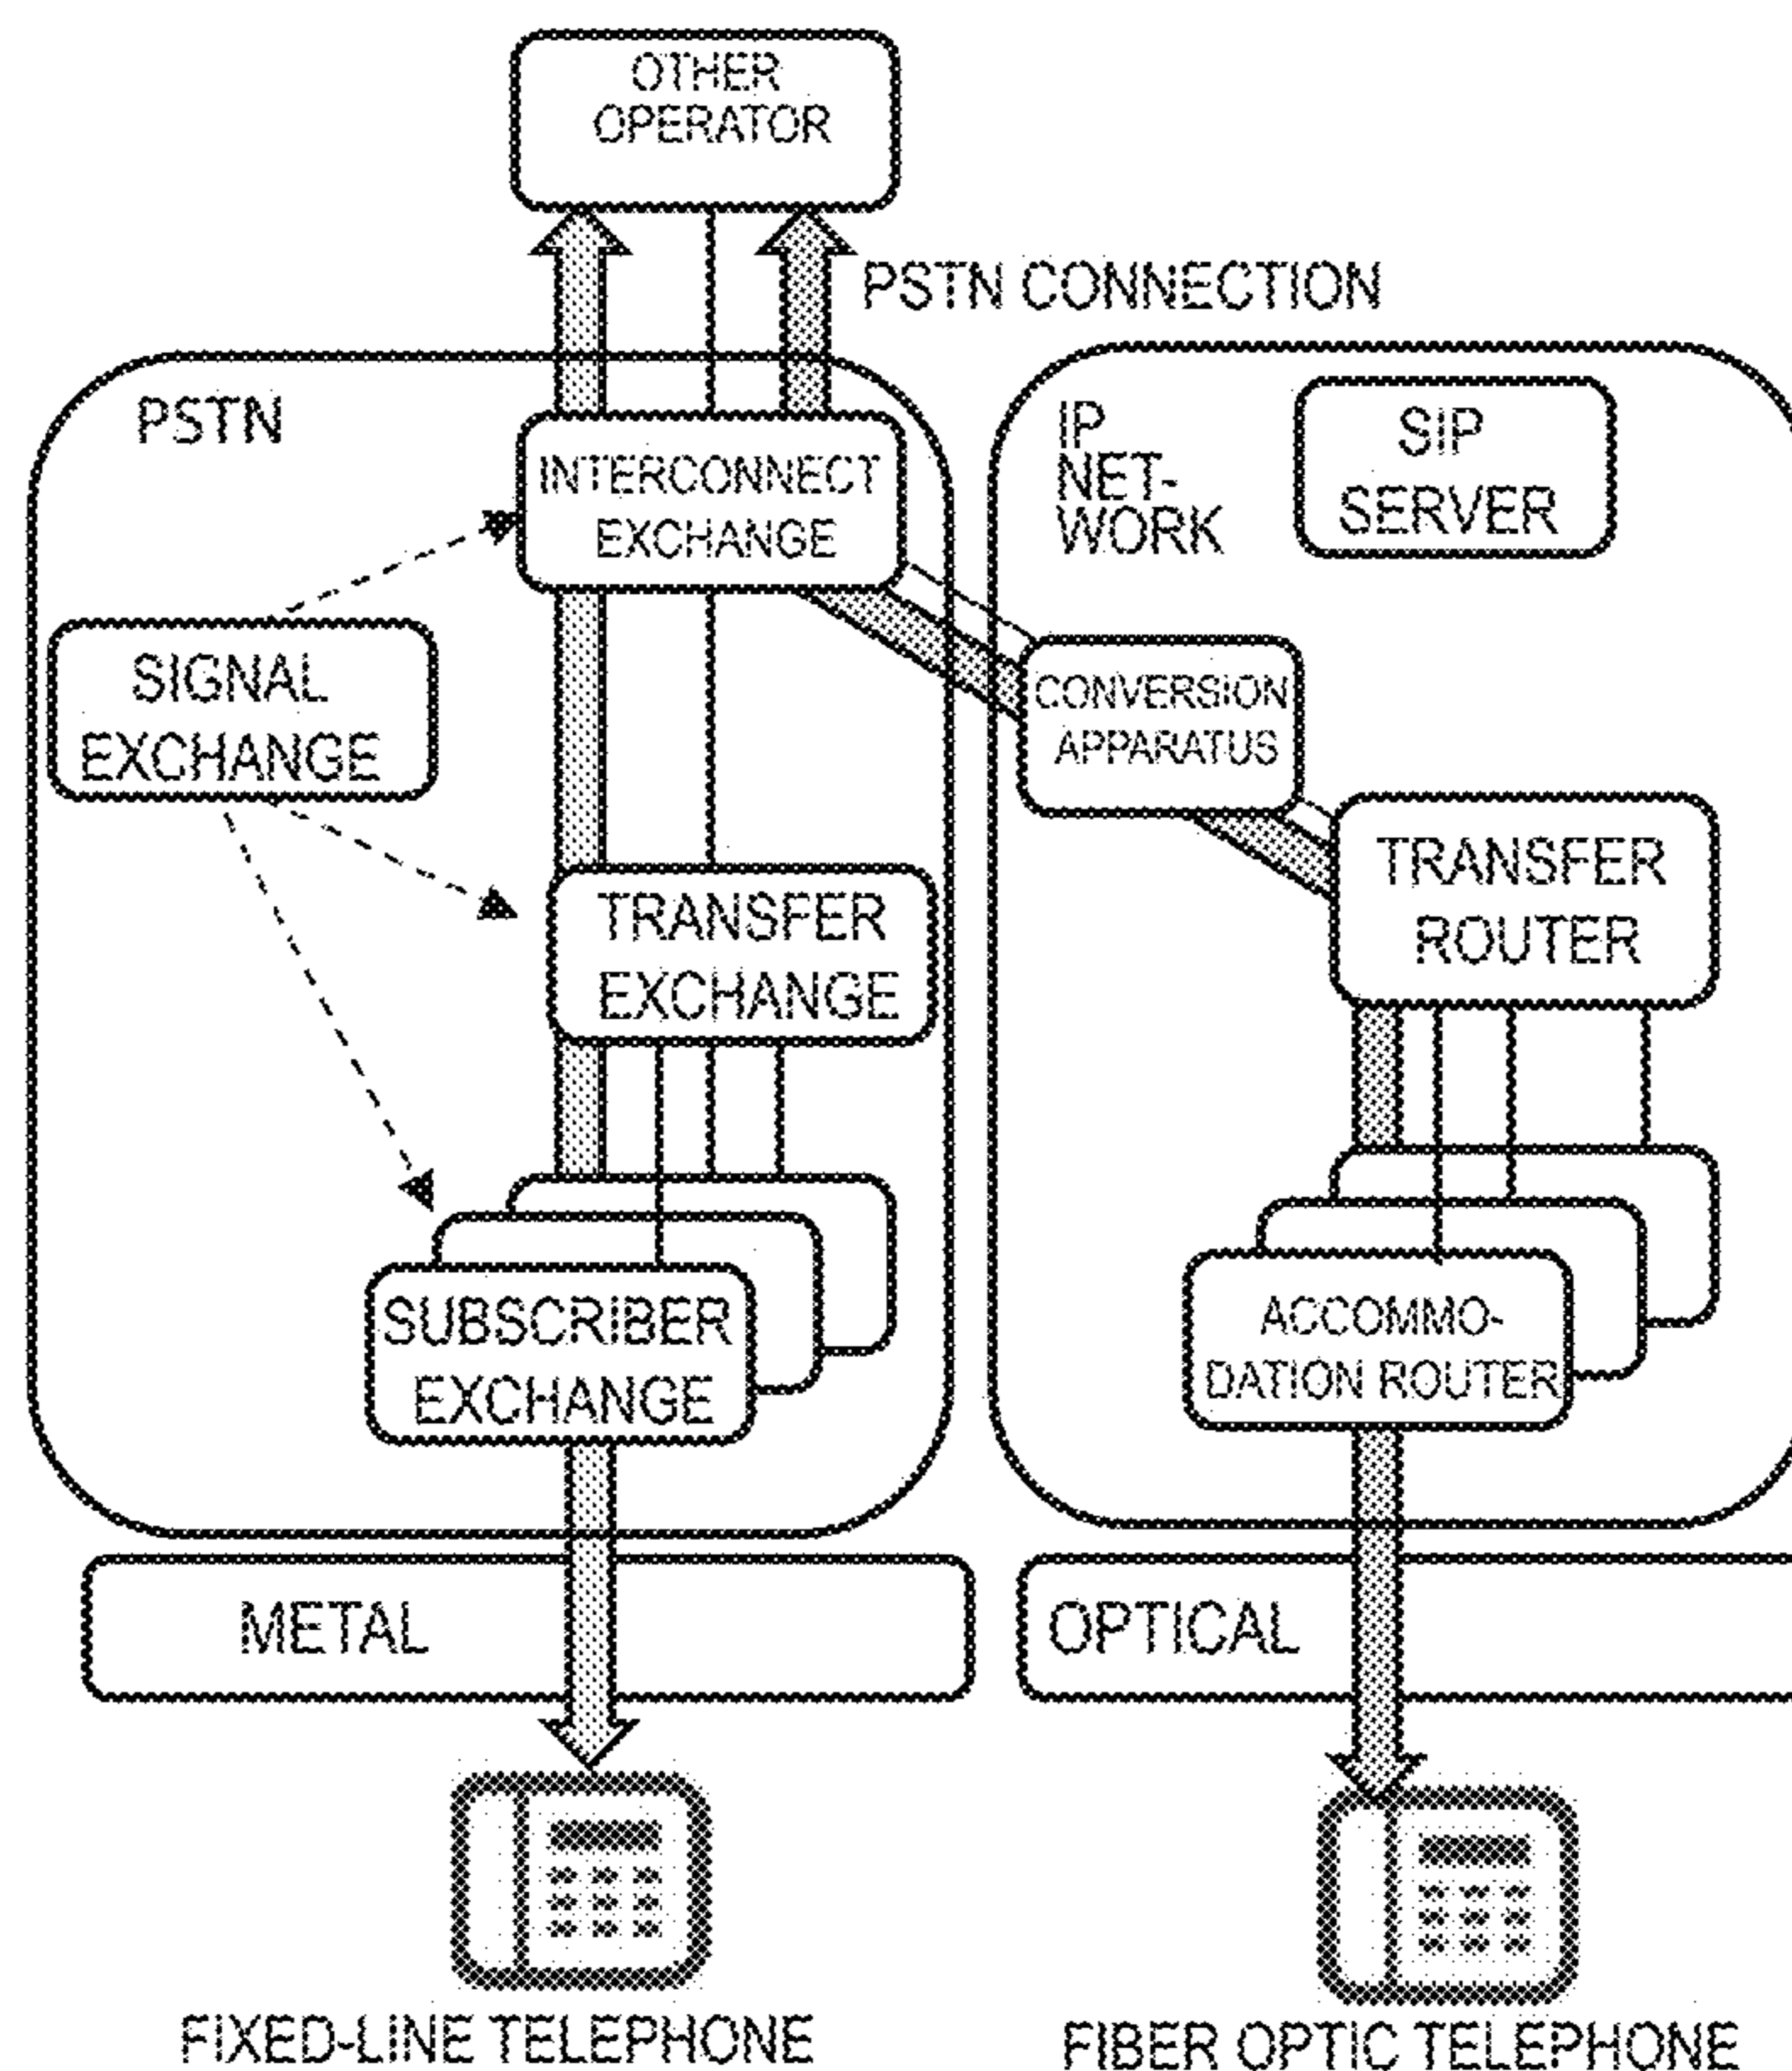 OTHER
OPERATOR
PSTN CONNECTION
PSTN
INTERCONNECT
EXCHANGE
IP
NET-
WORK
SIP
SERVER
SIGNAL
EXCHANGE
CONVERSION
APPARATUS
TRANSFER
EXCHANGE
TRANSFER
ROUTER
SUBSCRIBER
EXCHANGE
ACCOMMO-
DATION ROUTER
METAL
OPTICAL
FIXED-LINE TELEPHONE
FIBER OPTIC TELEPHONE